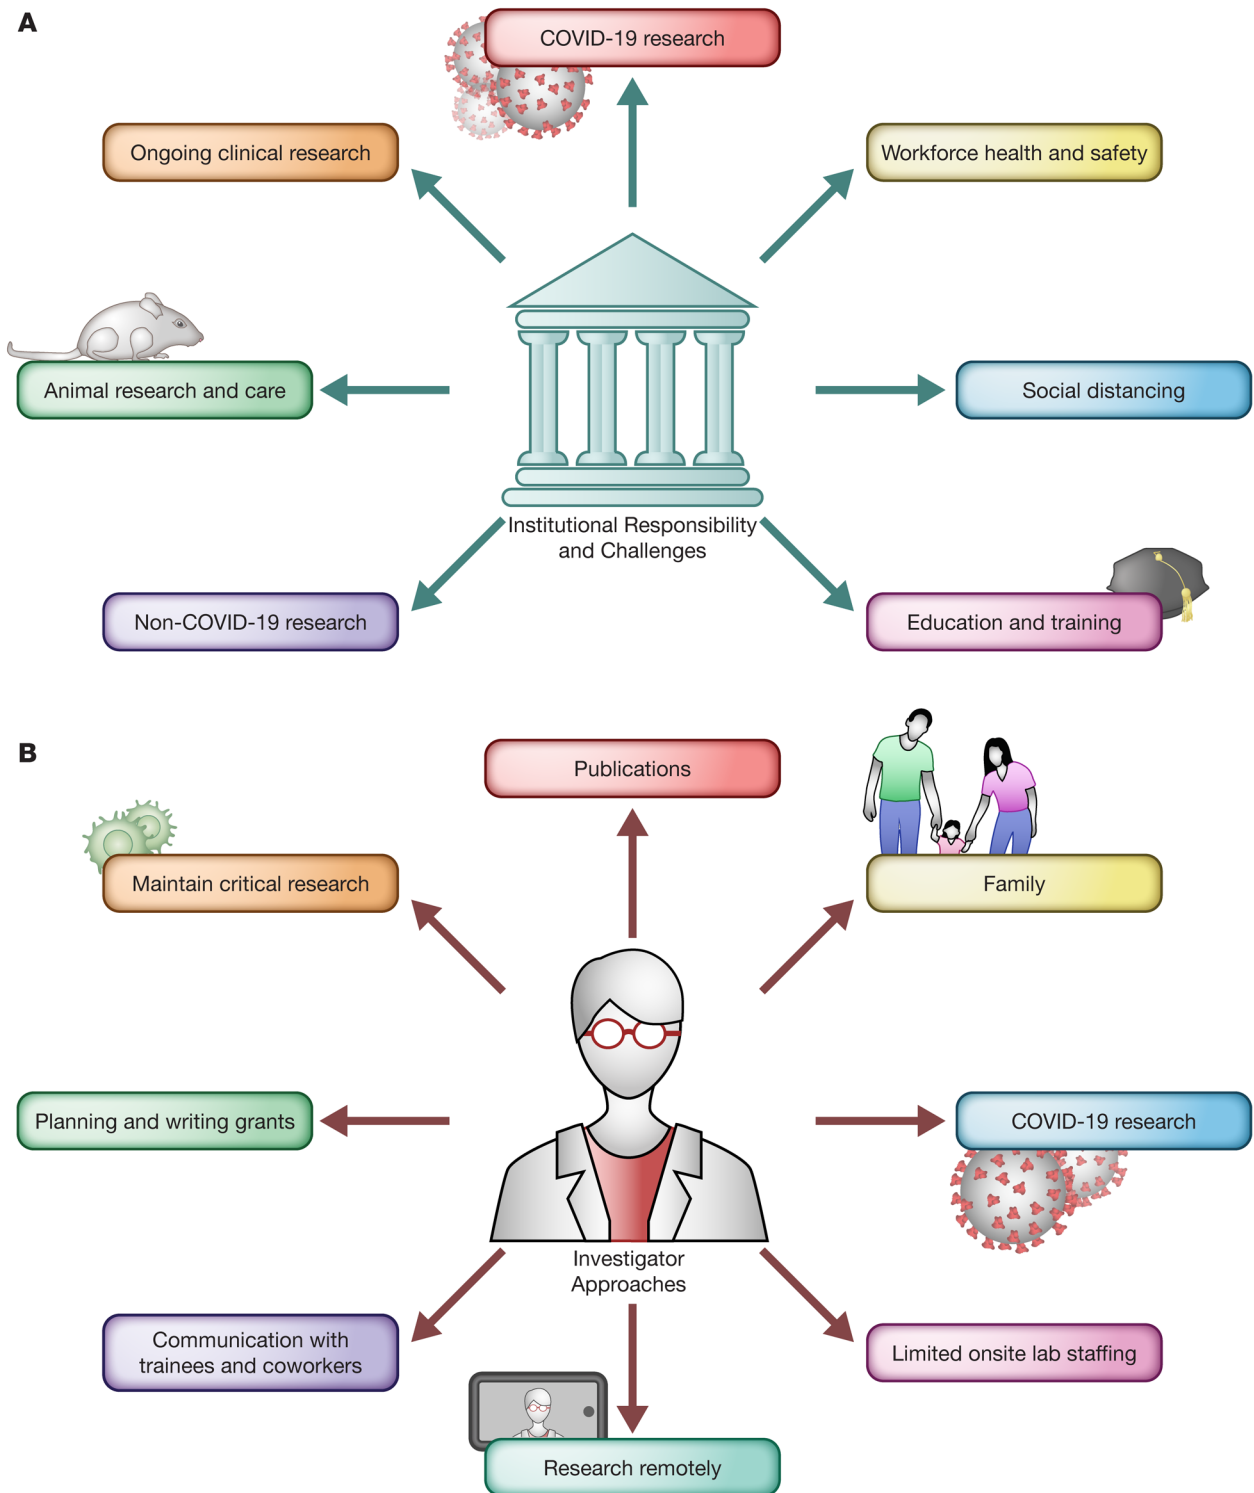 A
COVID-19 research
Ongoing clinical research
Workforce health and safety
Animal research and care
Social distancing
Institutional Responsibility
and Challenges
Non-COVID-19 research
Education and training
B
Publications
Maintain critical research
Family
Planning and writing grants
COVID-19 research
Investigator
Approaches
Communication with
trainees and coworkers
Limited onsite lab staffing
Research remotely